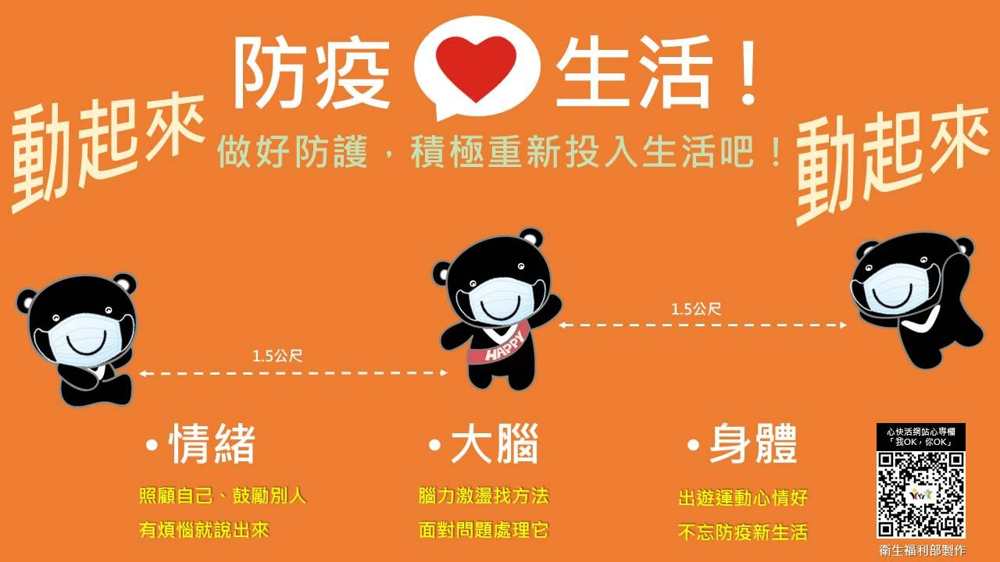 防疫 生活！
動起來
動起來
做好防護，積極重新投入生活吧！
1.5公尺
HAPPY
1.5公尺
•情緒
照顧自己、鼓勵別人
有煩惱就說出來
•大腦
腦力激盪找方法
面對問題處理它
•身體
出遊運動心情好
不忘防疫新生活
心快活網站心專欄
「我OK，你OK」
衛生福利部製作